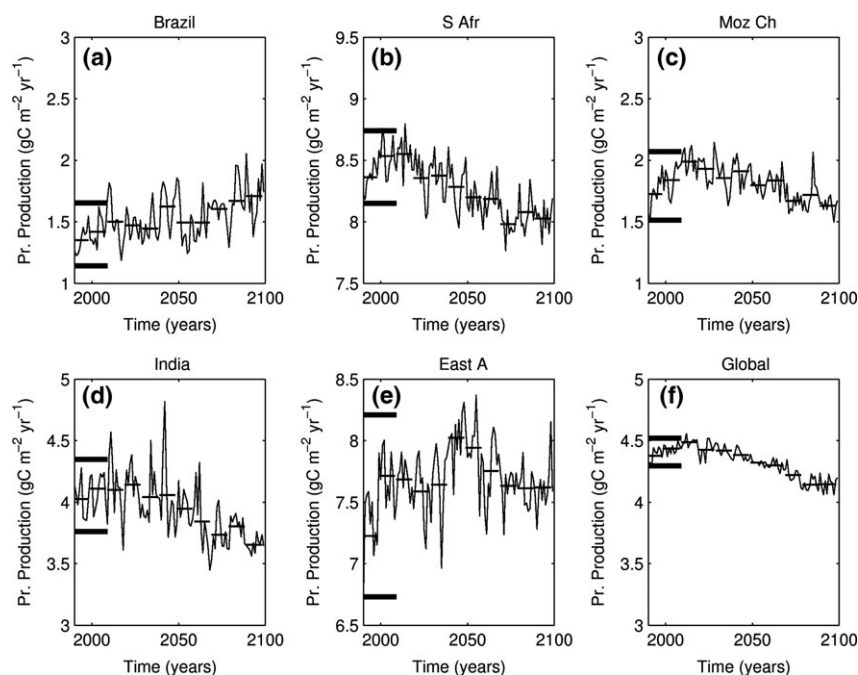 Brazil
(a)
Pr. Production (gC m⁻² yr⁻¹)
3
2.5
2
1.5
1
2000 2050 2100
Time (years)
S Afr
(b)
Pr. Production (gC m⁻² yr⁻¹)
9.5
9
8.5
8
7.5
2000 2050 2100
Time (years)
Moz Ch
(c)
Pr. Production (gC m⁻² yr⁻¹)
3
2.5
2
1.5
1
2000 2050 2100
Time (years)
India
(d)
Pr. Production (gC m⁻² yr⁻¹)
5
4.5
4
3.5
3
2000 2050 2100
Time (years)
East A
(e)
Pr. Production (gC m⁻² yr⁻¹)
8.5
8
7.5
7
6.5
2000 2050 2100
Time (years)
Global
(f)
Pr. Production (gC m⁻² yr⁻¹)
5
4.5
4
3.5
3
2000 2050 2100
Time (years)